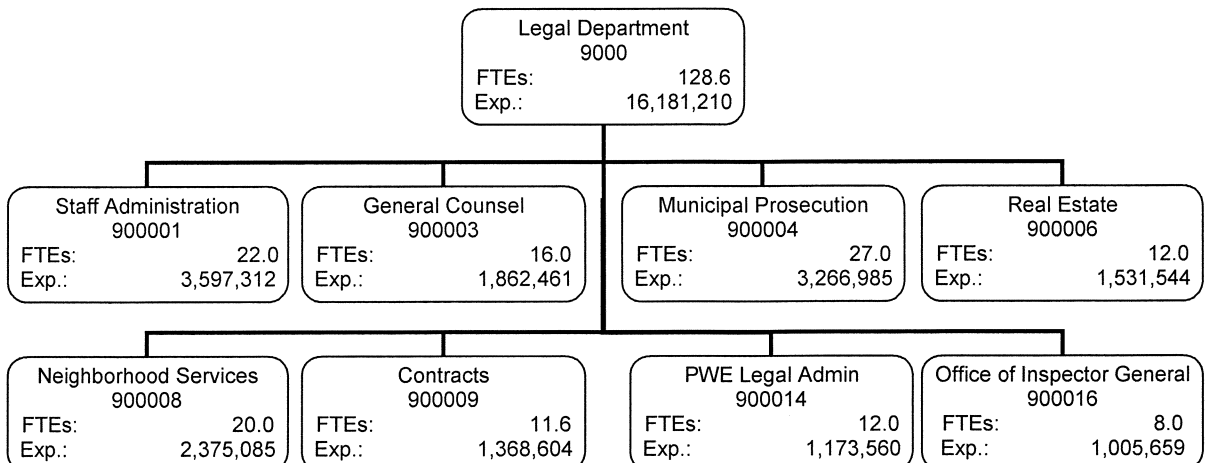 Legal Department
9000
FTEs: 128.6
Exp.: 16,181,210
Staff Administration
900001
FTEs: 22.0
Exp.: 3,597,312
General Counsel
900003
FTEs: 16.0
Exp.: 1,862,461
Municipal Prosecution
900004
FTEs: 27.0
Exp.: 3,266,985
Real Estate
900006
FTEs: 12.0
Exp.: 1,531,544
Neighborhood Services
900008
FTEs: 20.0
Exp.: 2,375,085
Contracts
900009
FTEs: 11.6
Exp.: 1,368,604
PWE Legal Admin
900014
FTEs: 12.0
Exp.: 1,173,560
Office of Inspector General
900016
FTEs: 8.0
Exp.: 1,005,659